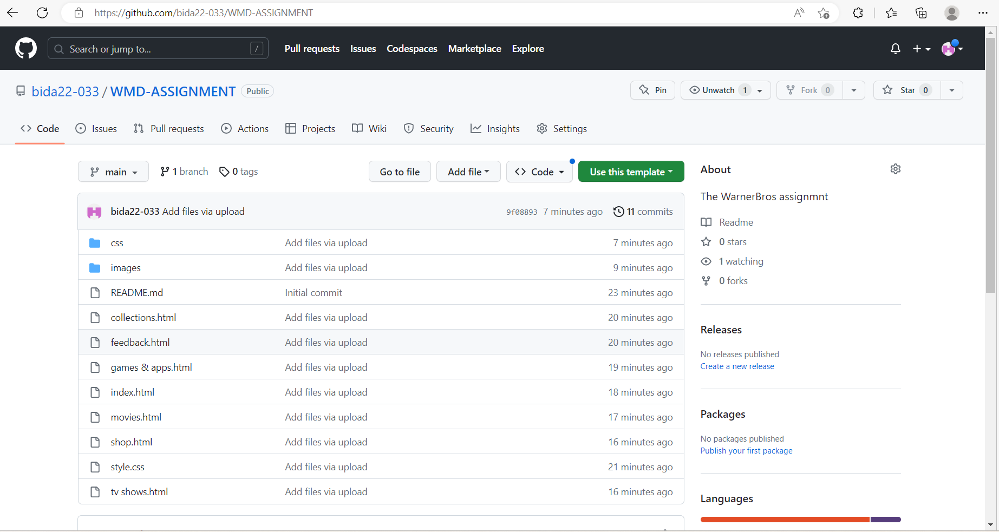 https://github.com/bida22-033/WMD-ASSIGNMENT
Search or jump to... /
Pull requests Issues Codespaces Marketplace Explore
bida22-033 / WMD-ASSIGNMENT Public
Pin Unwatch 1 Fork 0 Star 0
Code Issues Pull requests Actions Projects Wiki Security Insights Settings
main 1 branch 0 tags Go to file Add file Code Use this template
bida22-033 Add files via upload 9f08893 7 minutes ago 11 commits
css Add files via upload 7 minutes ago
images Add files via upload 9 minutes ago
README.md Initial commit 23 minutes ago
collections.html Add files via upload 20 minutes ago
feedback.html Add files via upload 20 minutes ago
games & apps.html Add files via upload 19 minutes ago
index.html Add files via upload 18 minutes ago
movies.html Add files via upload 17 minutes ago
shop.html Add files via upload 16 minutes ago
style.css Add files via upload 21 minutes ago
tv shows.html Add files via upload 16 minutes ago
About
The WarnerBros assignmnt
Readme
0 stars
1 watching
0 forks
Releases
No releases published
Create a new release
Packages
No packages published
Publish your first package
Languages